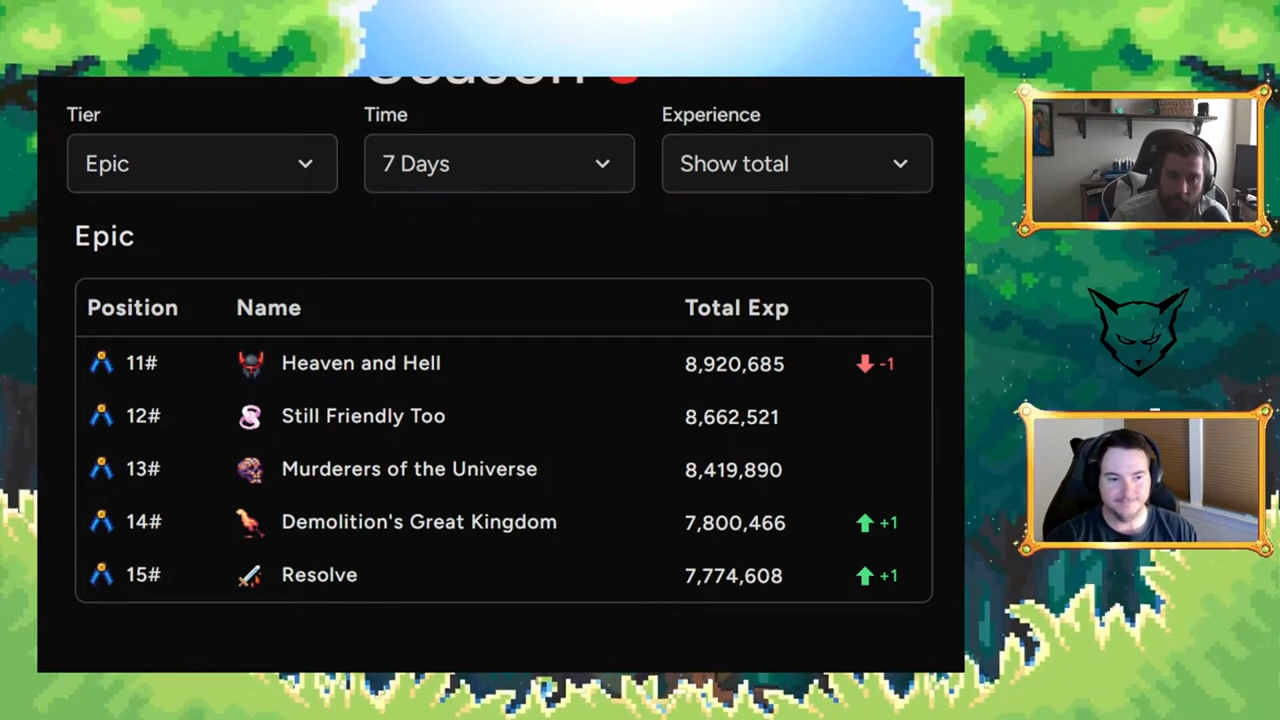 Season
Tier Time Experience
Epic 7 Days Show total
Epic
Position Name Total Exp
11# Heaven and Hell 8,920,685 -1
12# Still Friendly Too 8,662,521
13# Murderers of the Universe 8,419,890
14# Demolition's Great Kingdom 7,800,466 +1
15# Resolve 7,774,608 +1